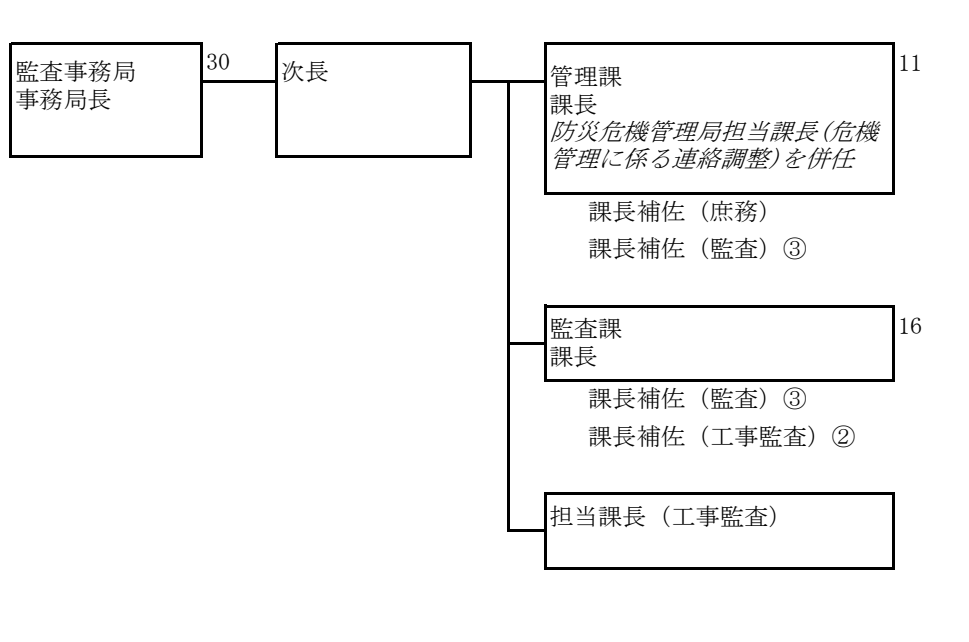 監査事務局
事務局長
30
次長
管理課
課長
防災危機管理局担当課長(危機
管理に係る連絡調整)を併任
11
課長補佐（庶務）
課長補佐（監査）③
監査課
課長
16
課長補佐（監査）③
課長補佐（工事監査）②
担当課長（工事監査）